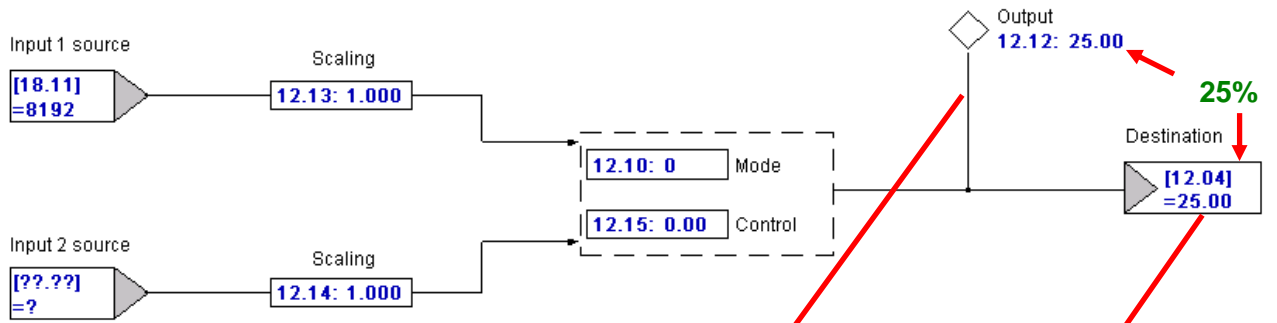 Input 1 source
[18.11]
=8192
Scaling
12.13: 1.000
Input 2 source
[??.??]
=?
Scaling
12.14: 1.000
12.10: 0
Mode
12.15: 0.00
Control
Output
12.12: 25.00
25%
Destination
[12.04]
=25.00